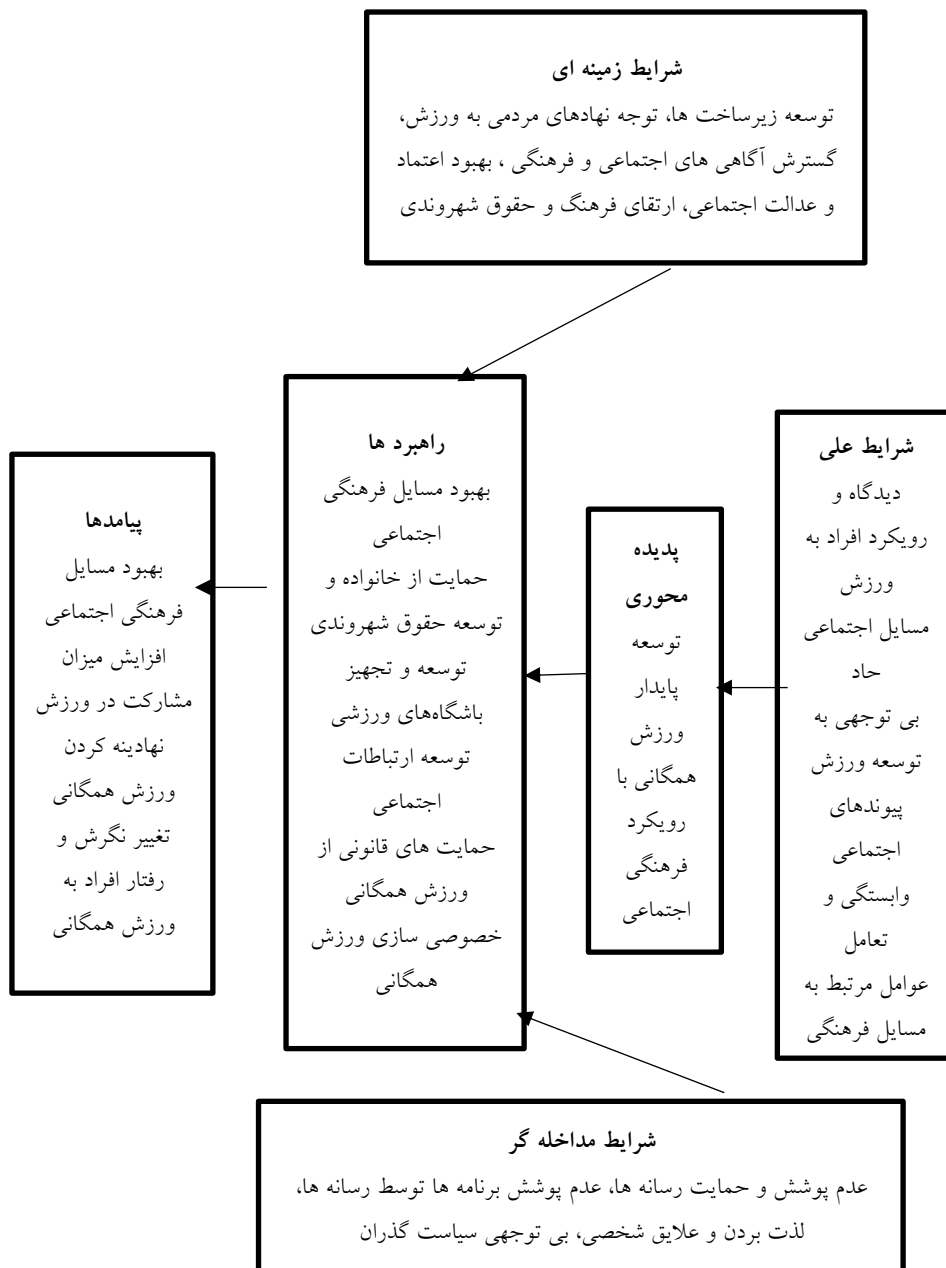 شرایط زمینه ای
توسعه زیرساخت ها، توجه نهادهای مردمی به ورزش،
گسترش آگاهی های اجتماعی و فرهنگی ، بهبود اعتماد
و عدالت اجتماعی، ارتقای فرهنگ و حقوق شهروندی
شرایط علی
دیدگاه و
رویکرد افراد به
ورزش
مسایل اجتماعی
حاد
بی توجهی به
توسعه ورزش
پیوندهای
اجتماعی
وابستگی و
تعامل
عوامل مرتبط به
مسایل فرهنگی
پدیده
محوری
توسعه
پایدار
ورزش
همگانی با
رویکرد
فرهنگی
اجتماعی
راهبرد ها
بهبود مسایل فرهنگی
اجتماعی
حمایت از خانواده و
توسعه حقوق شهروندی
توسعه و تجهیز
باشگاه‌های ورزشی
توسعه ارتباطات
اجتماعی
حمایت های قانونی از
ورزش همگانی
خصوصی سازی ورزش
همگانی
پیامدها
بهبود مسایل
فرهنگی اجتماعی
افزایش میزان
مشارکت در ورزش
نهادینه کردن
ورزش همگانی
تغییر نگرش و
رفتار افراد به
ورزش همگانی
شرایط مداخله گر
عدم پوشش و حمایت رسانه ها، عدم پوشش برنامه ها توسط رسانه ها،
لذت بردن و علایق شخصی، بی توجهی سیاست گذران